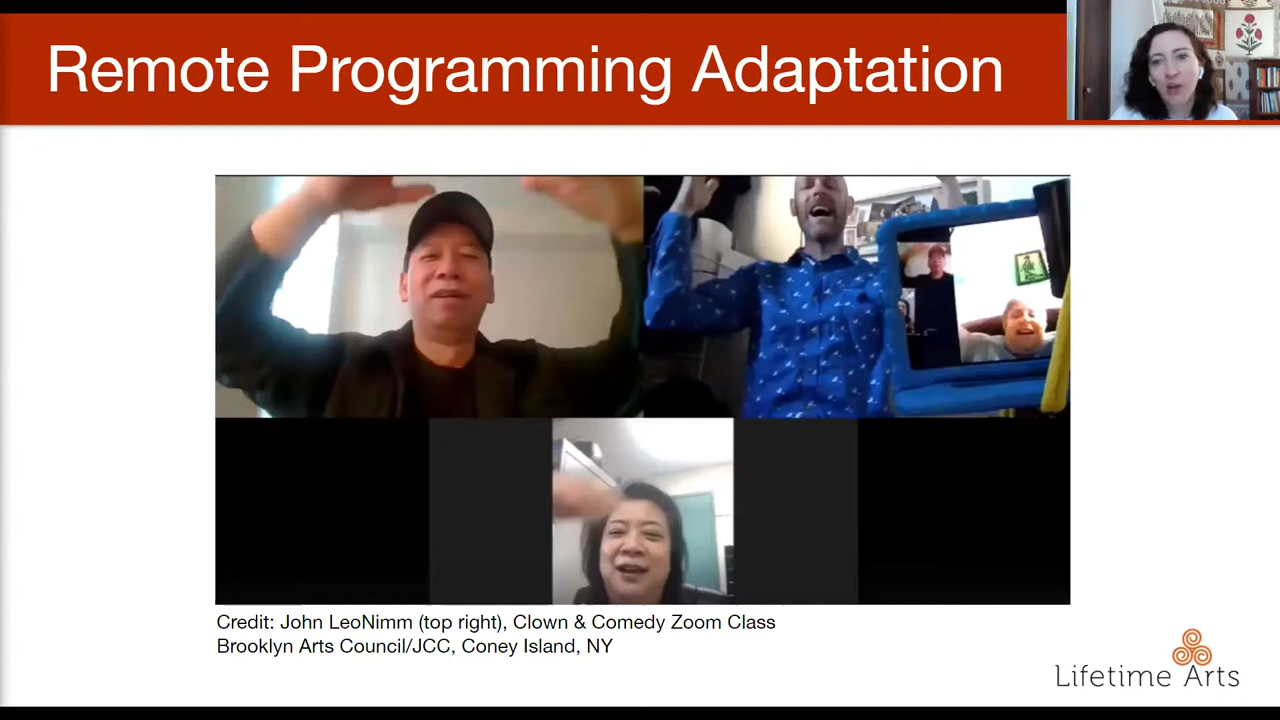 Remote Programming Adaptation
Credit: John LeoNimm (top right), Clown & Comedy Zoom Class
Brooklyn Arts Council/JCC, Coney Island, NY
Lifetime Arts